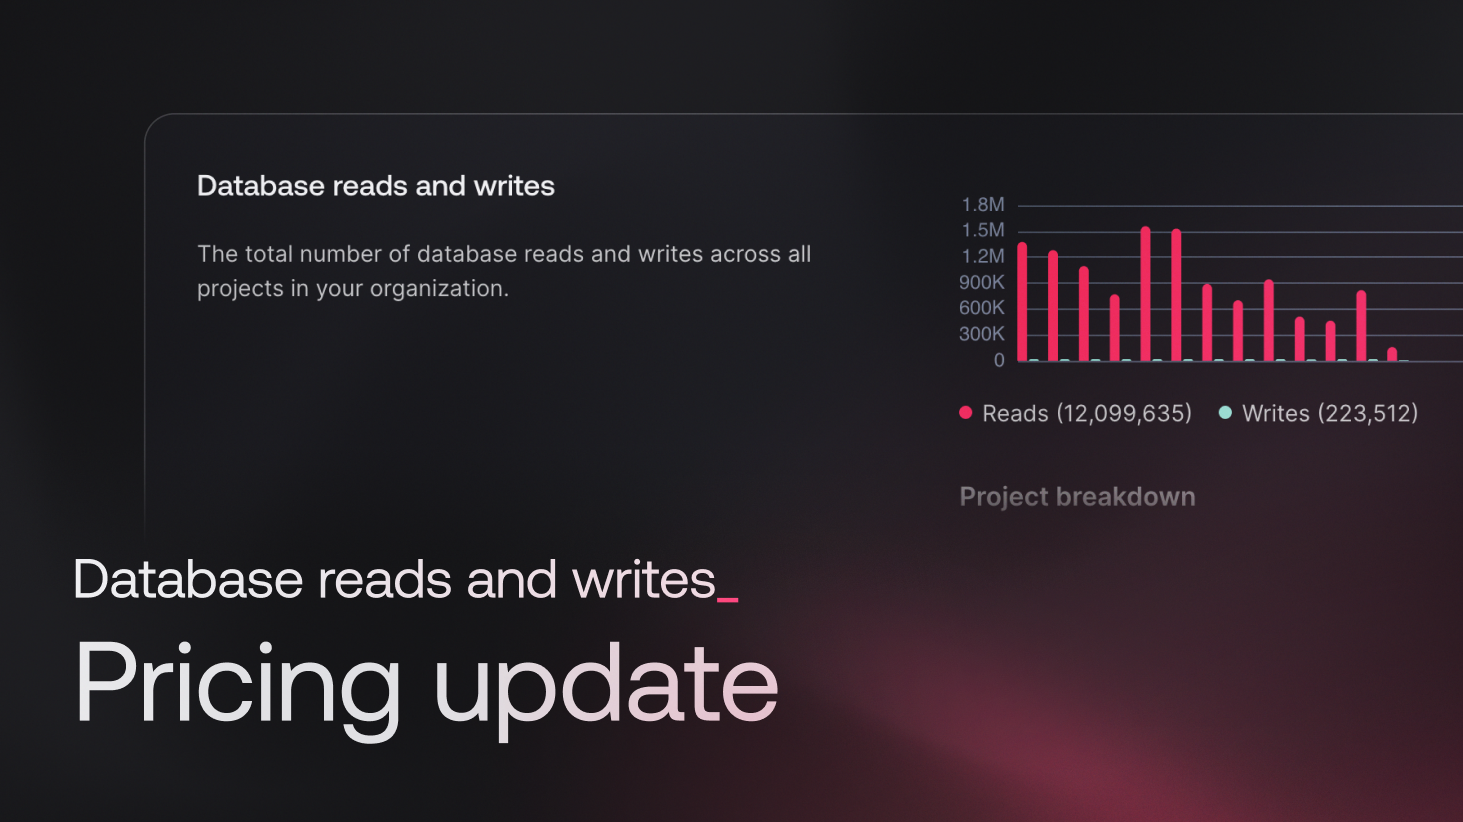 Database reads and writes
The total number of database reads and writes across all
projects in your organization.
1.8M
1.5M
1.2M
900K
600K
300K
0
Reads (12,099,635)
Writes (223,512)
Project breakdown
Database reads and writes_
Pricing update